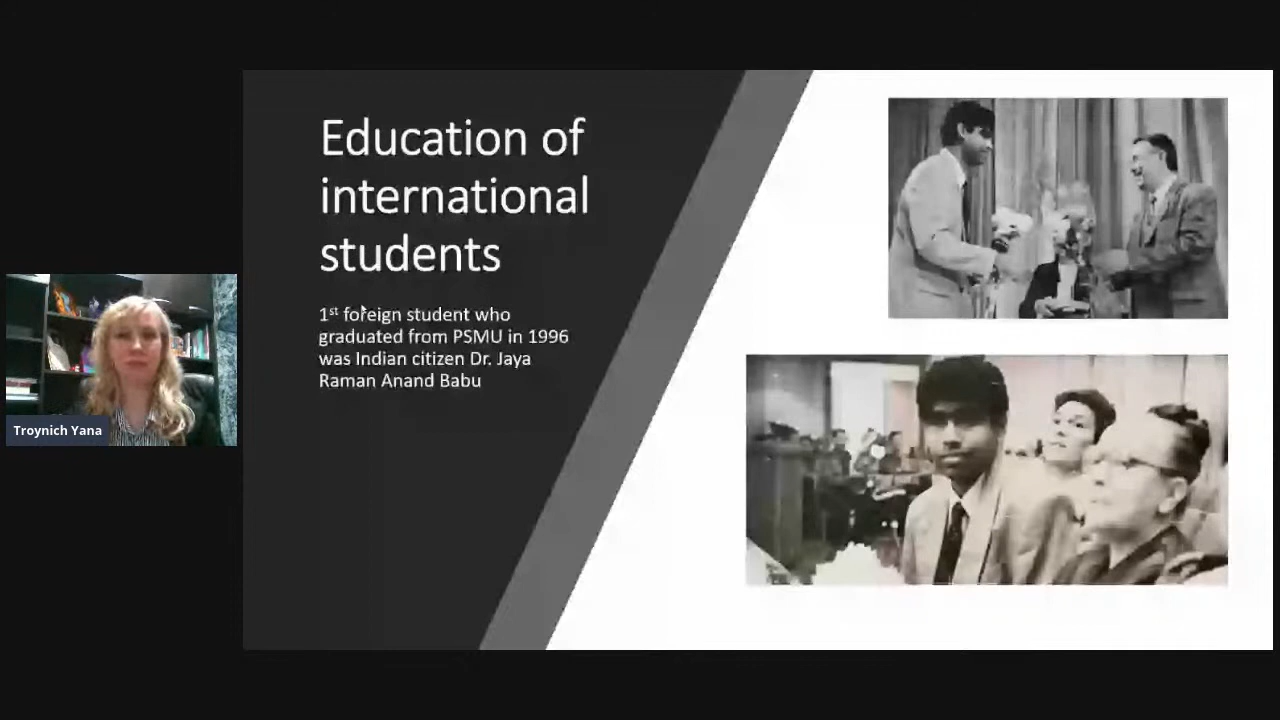 Education of
international
students
1st foreign student who
graduated from PSMU in 1996
was Indian citizen Dr. Jaya
Raman Anand Babu
Troynich Yana